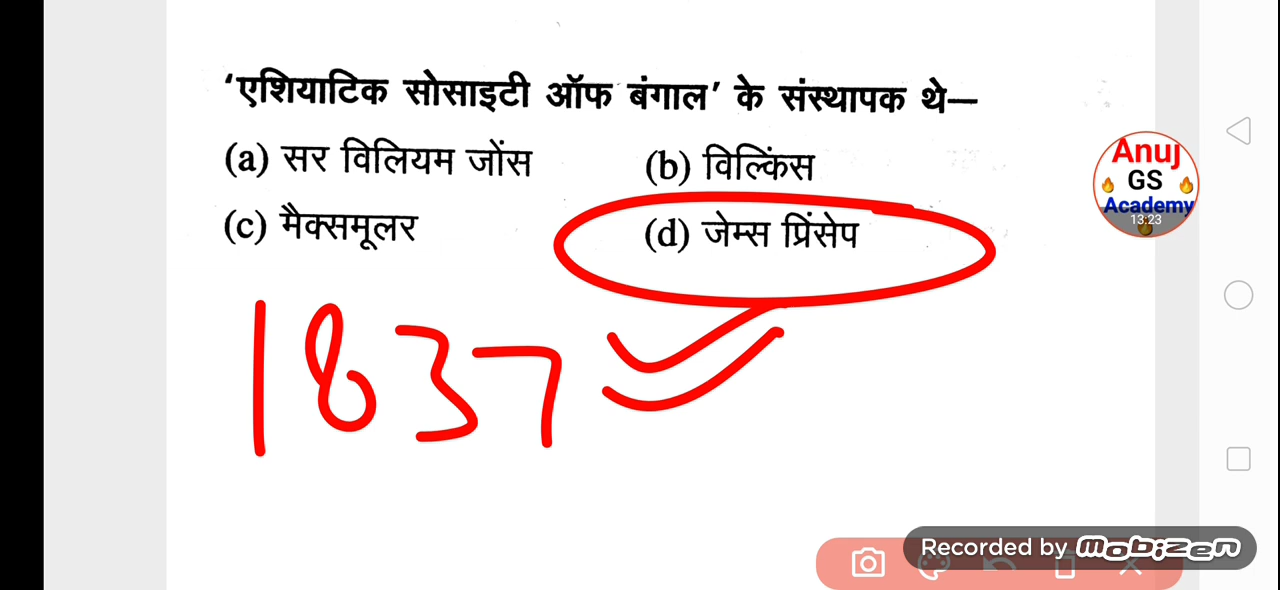 ‘एशियाटिक सोसाइटी ऑफ बंगाल’ के संस्थापक थे—
(a) सर विलियम जोंस (b) विल्किंस
(c) मैक्समूलर (d) जेम्स प्रिंसेप
1837
Anuj
GS
Academy
13:23
Recorded by Mobizen